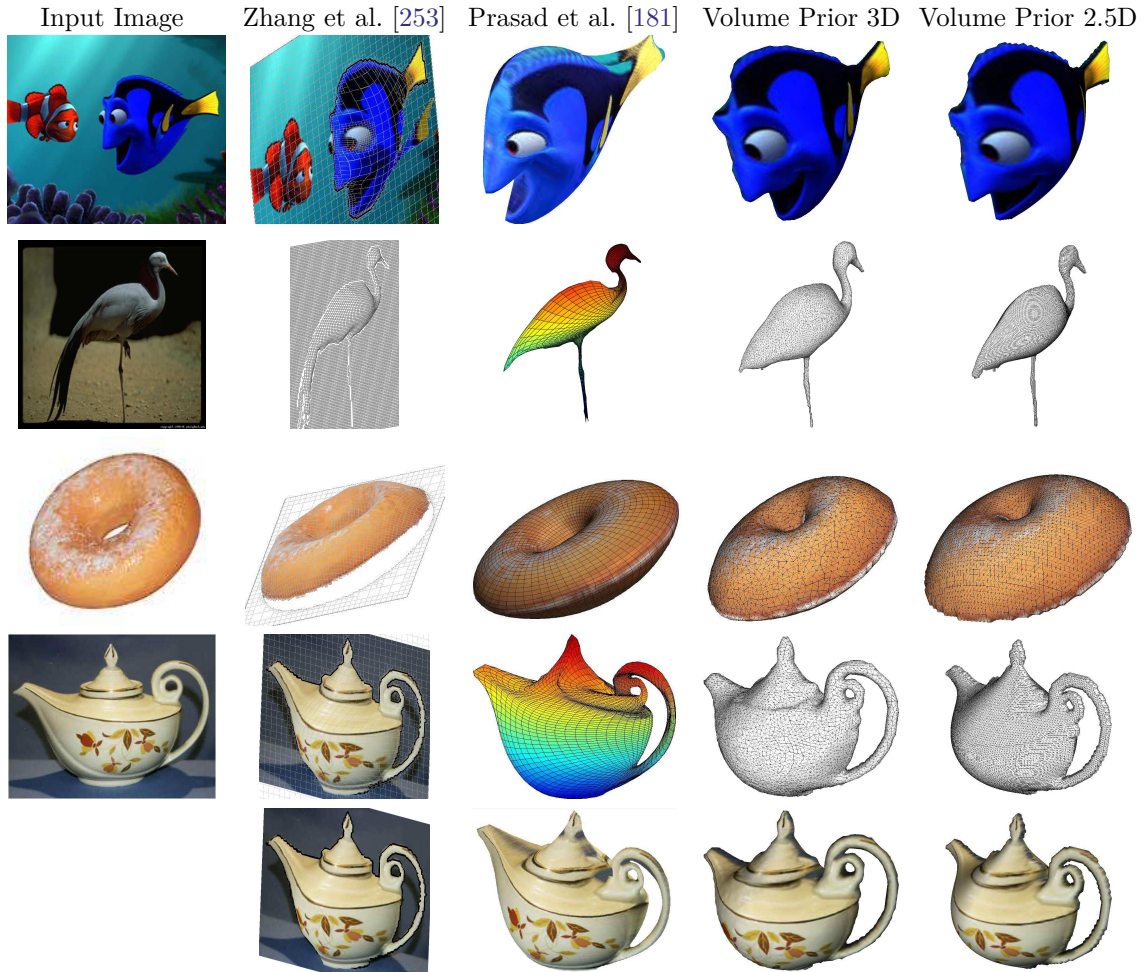 Input Image Zhang et al. [253] Prasad et al. [181] Volume Prior 3D Volume Prior 2.5D